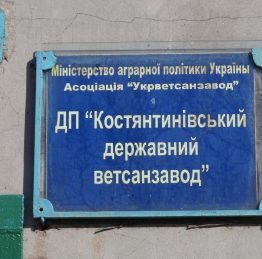 Міністерство аграрної політики України
Асоціація “Укрветсанзавод”
ДП “Костянтинівський
державний
ветсанзавод”